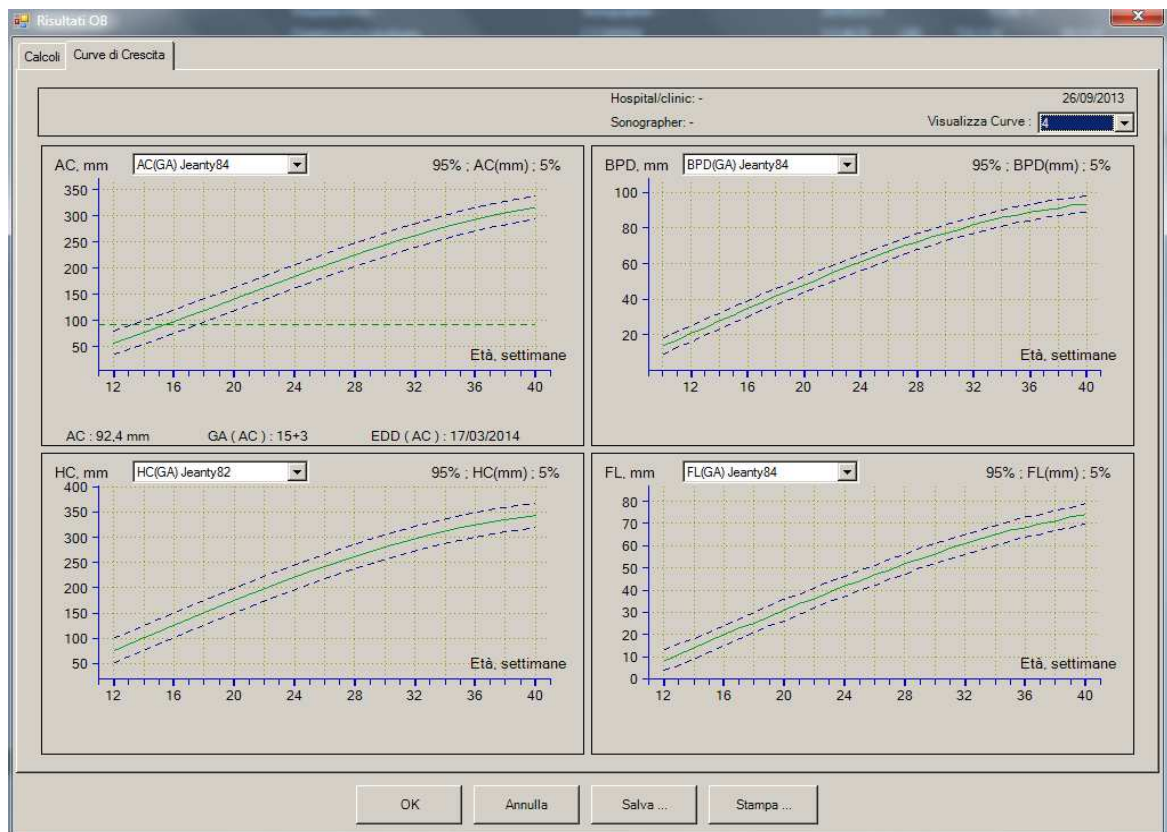 Risultati OB
Calcoli Curve di Crescita
Hospital/clinic: - 26/09/2013
Sonographer: - Visualizza Curve : 4
AC, mm AC(GA) Jeanty84 95% ; AC(mm) ; 5%
350
300
250
200
150
100
50
Età, settimane
12 16 20 24 28 32 36 40
AC : 92,4 mm GA ( AC ) : 15+3 EDD ( AC ) : 17/03/2014
BPD, mm BPD(GA) Jeanty84 95% ; BPD(mm) ; 5%
100
80
60
40
20
Età, settimane
12 16 20 24 28 32 36 40
HC, mm HC(GA) Jeanty82 95% ; HC(mm) ; 5%
400
350
300
250
200
150
100
50
Età, settimane
12 16 20 24 28 32 36 40
FL, mm FL(GA) Jeanty84 95% ; FL(mm) ; 5%
80
70
60
50
40
30
20
10
0
Età, settimane
12 16 20 24 28 32 36 40
OK Annulla Salva ... Stampa ...